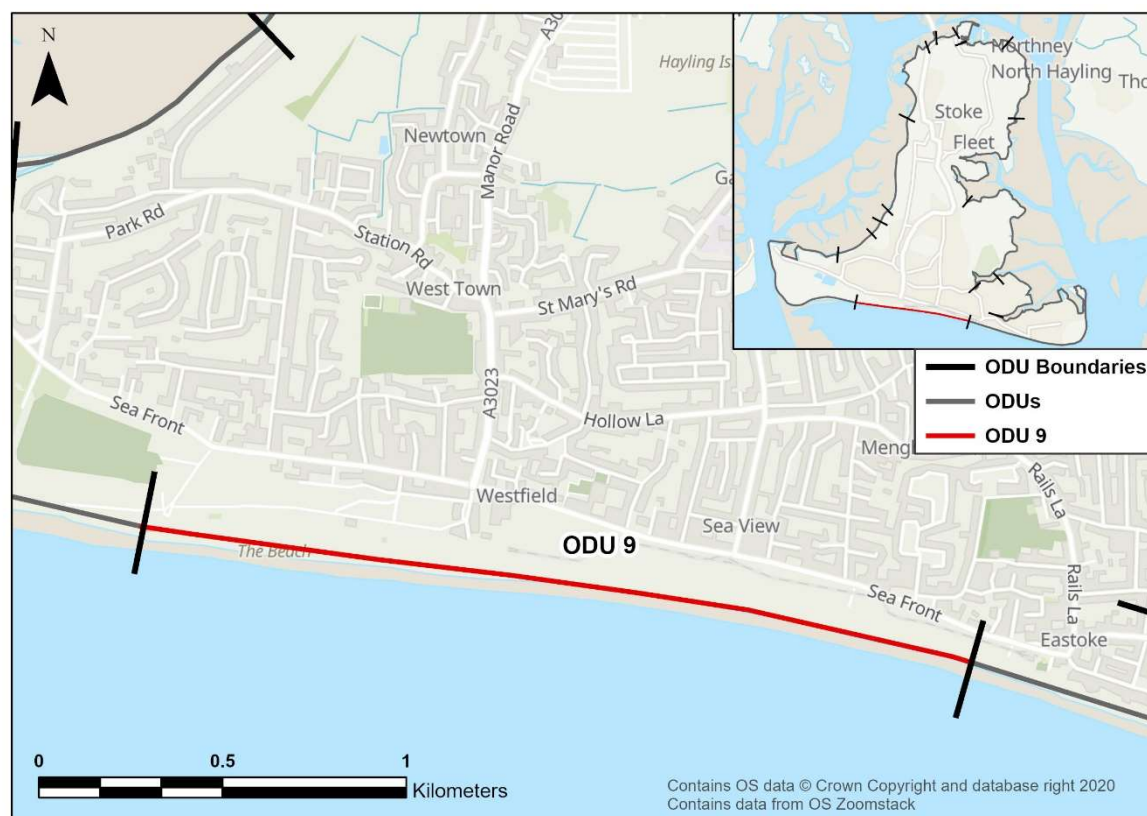 N
A30
Hayling Is
Newtown
Manor Road
Park Rd
Station Rd
Ga
West Town
St Mary's Rd
A3023
Sea Front
Hollow La
Meng
Westfield
Sea View
Rails La
ODU 9
The Beach
Sea Front
Rails La
Eastoke
Northney
North Hayling
Tho
Stoke
Fleet
ODU Boundaries
ODUs
ODU 9
0 0.5 1
Kilometers
Contains OS data © Crown Copyright and database right 2020
Contains data from OS Zoomstack